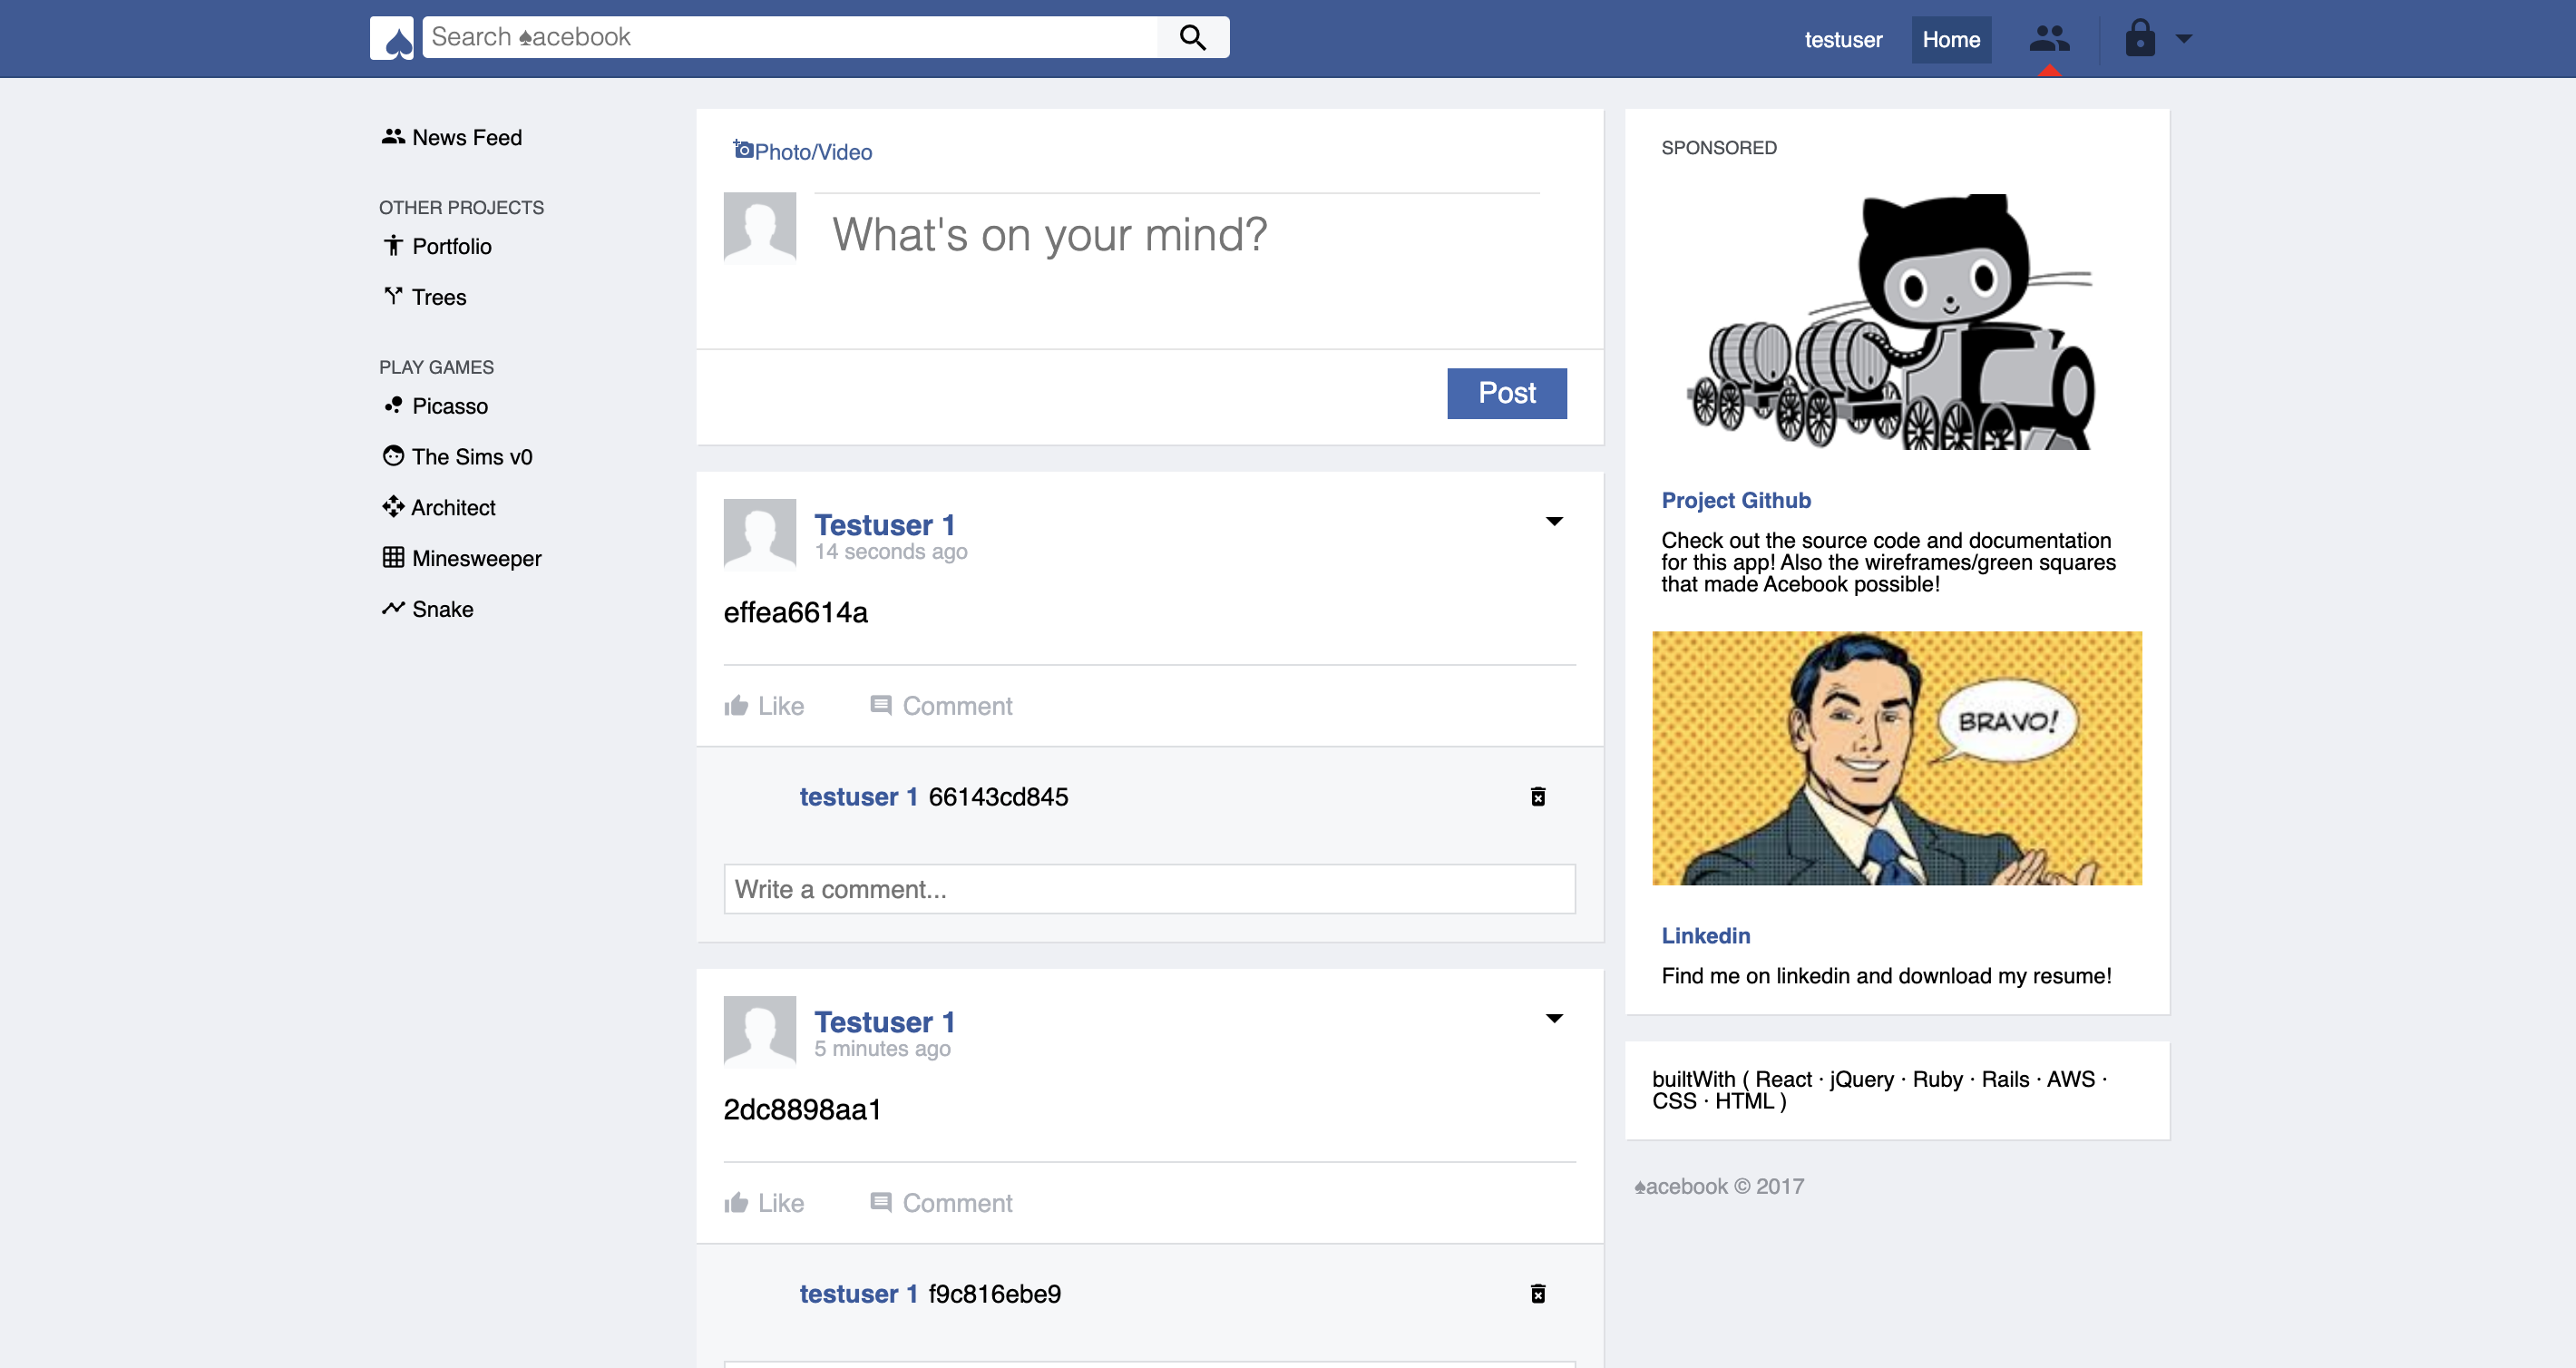 Search ♠acebook
testuser
Home
News Feed
OTHER PROJECTS
Portfolio
Trees
PLAY GAMES
Picasso
The Sims v0
Architect
Minesweeper
Snake
Photo/Video
What's on your mind?
Post
Testuser 1
14 seconds ago
effea6614a
Like
Comment
testuser 1 66143cd845
Write a comment...
Testuser 1
5 minutes ago
2dc8898aa1
Like
Comment
testuser 1 f9c816ebe9
SPONSORED
Project Github
Check out the source code and documentation
for this app! Also the wireframes/green squares
that made Acebook possible!
BRAVO!
Linkedin
Find me on linkedin and download my resume!
builtWith ( React · jQuery · Ruby · Rails · AWS ·
CSS · HTML )
♠acebook © 2017